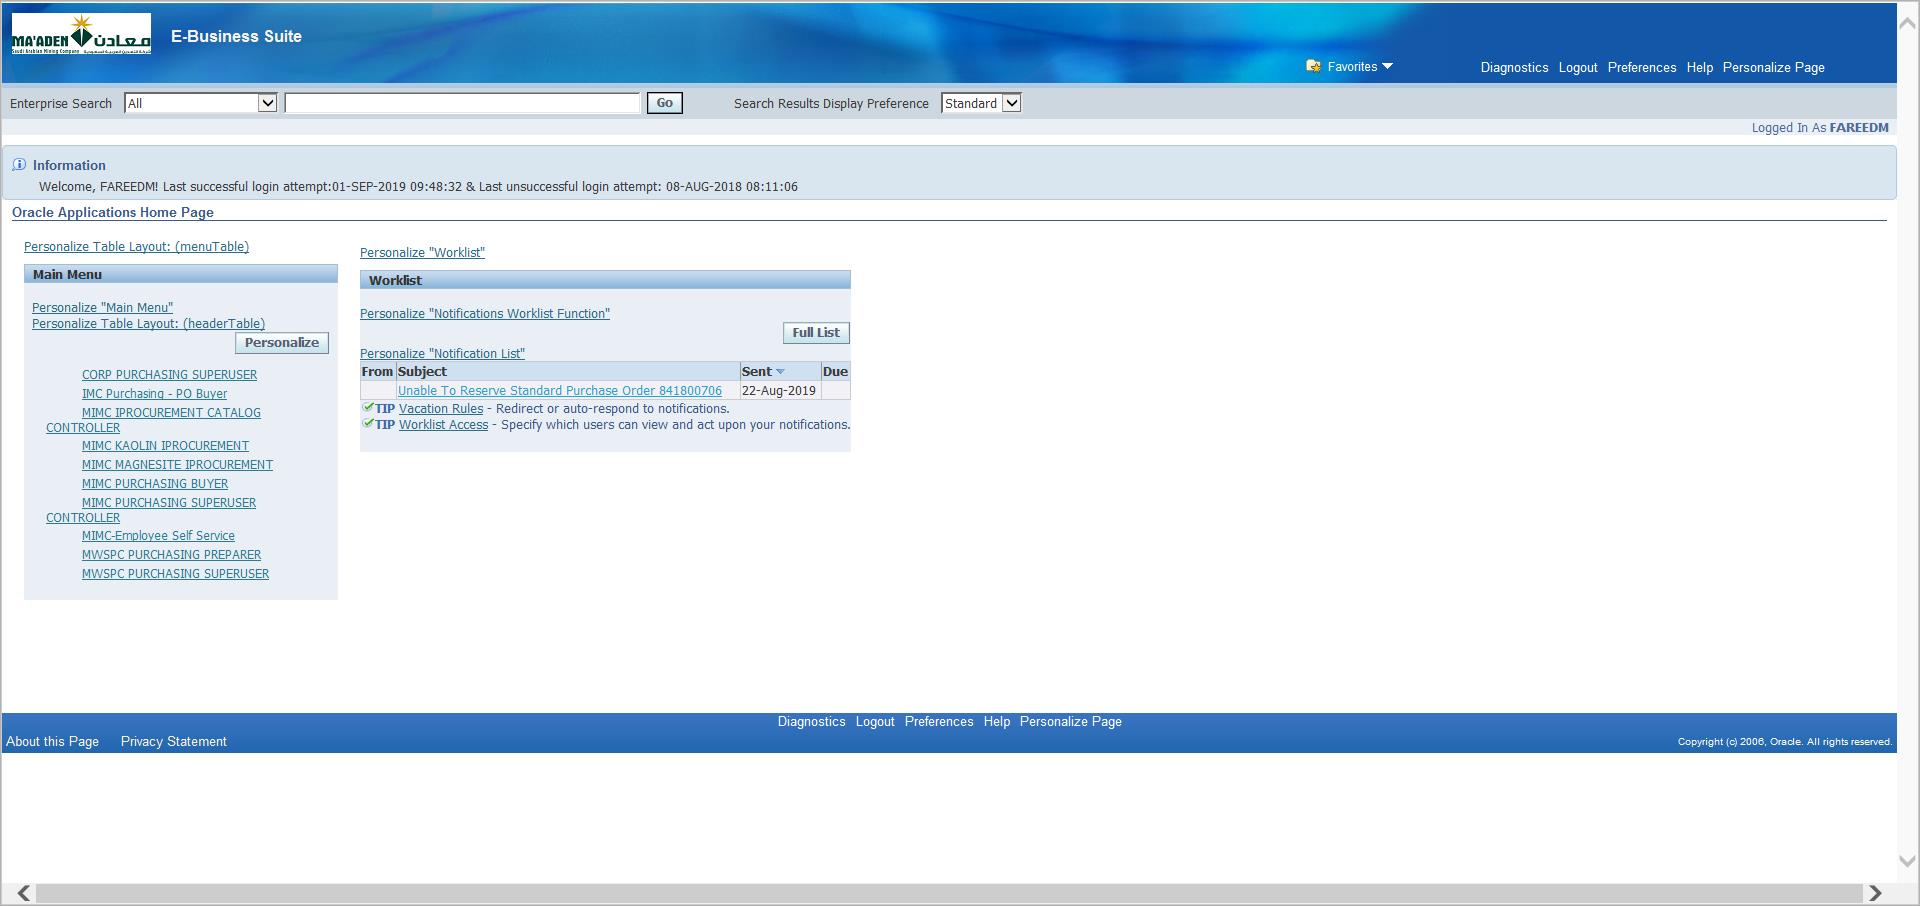 MA'ADEN معادن
Saudi Arabian Mining Company
E-Business Suite
Favorites
Diagnostics Logout Preferences Help Personalize Page
Enterprise Search All Go Search Results Display Preference Standard
Logged In As FAREEDM
Information
Welcome, FAREEDM! Last successful login attempt:01-SEP-2019 09:48:32 & Last unsuccessful login attempt: 08-AUG-2018 08:11:06
Oracle Applications Home Page
Personalize Table Layout: (menuTable)
Main Menu
Personalize "Main Menu"
Personalize Table Layout: (headerTable)
Personalize
CORP PURCHASING SUPERUSER
IMC Purchasing - PO Buyer
MIMC IPROCUREMENT CATALOG
CONTROLLER
MIMC KAOLIN IPROCUREMENT
MIMC MAGNESITE IPROCUREMENT
MIMC PURCHASING BUYER
MIMC PURCHASING SUPERUSER
CONTROLLER
MIMC-Employee Self Service
MWSPC PURCHASING PREPARER
MWSPC PURCHASING SUPERUSER
Personalize "Worklist"
Worklist
Personalize "Notifications Worklist Function"
Full List
Personalize "Notification List"
From Subject Sent Due
Unable To Reserve Standard Purchase Order 841800706 22-Aug-2019
TIP Vacation Rules - Redirect or auto-respond to notifications.
TIP Worklist Access - Specify which users can view and act upon your notifications.
Diagnostics Logout Preferences Help Personalize Page
About this Page Privacy Statement
Copyright (c) 2006, Oracle. All rights reserved.